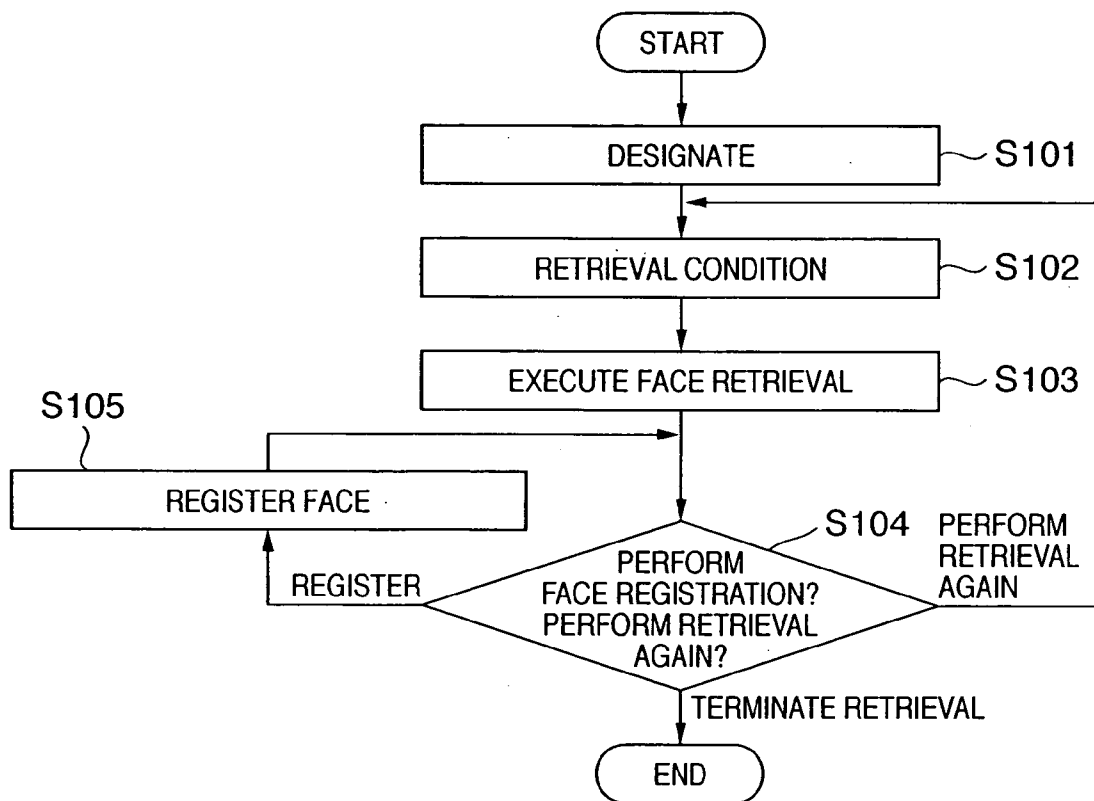 START
DESIGNATE
S101
RETRIEVAL CONDITION
S102
EXECUTE FACE RETRIEVAL
S103
S105
REGISTER FACE
S104
PERFORM
RETRIEVAL
AGAIN
REGISTER
PERFORM
FACE REGISTRATION?
PERFORM RETRIEVAL
AGAIN?
TERMINATE RETRIEVAL
END